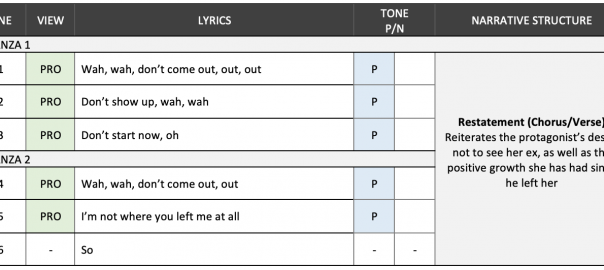 NE VIEW LYRICS TONE P/N NARRATIVE STRUCTURE
NZA 1
1 PRO Wah, wah, don't come out, out, out P
2 PRO Don't show up, wah, wah P
3 PRO Don't start now, oh P
Restatement (Chorus/Verse)
Reiterates the protagonist's des
not to see her ex, as well as th
positive growth she has had sin
he left her
NZA 2
4 PRO Wah, wah, don't come out, out P
5 PRO I'm not where you left me at all P
6 - So - -